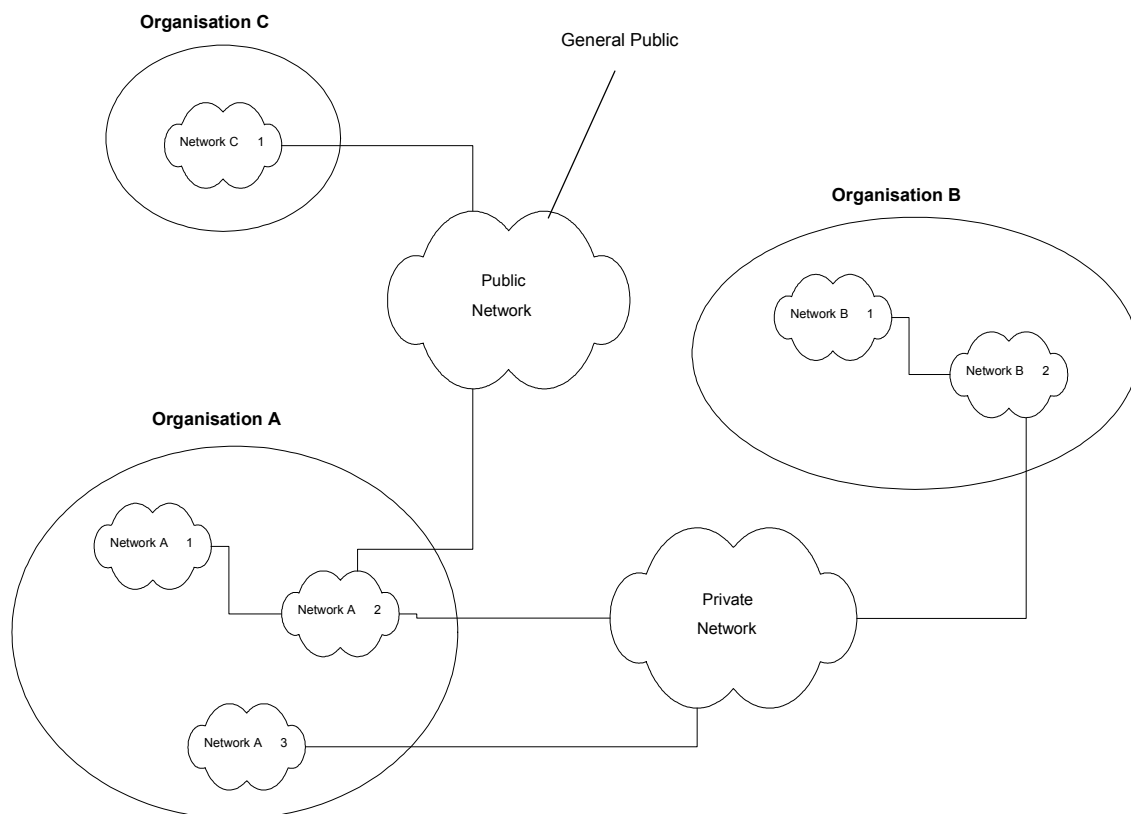 Organisation C
General Public
Network C 1
Organisation B
Public
Network
Network B 1
Network B 2
Organisation A
Network A 1
Network A 2
Private
Network
Network A 3